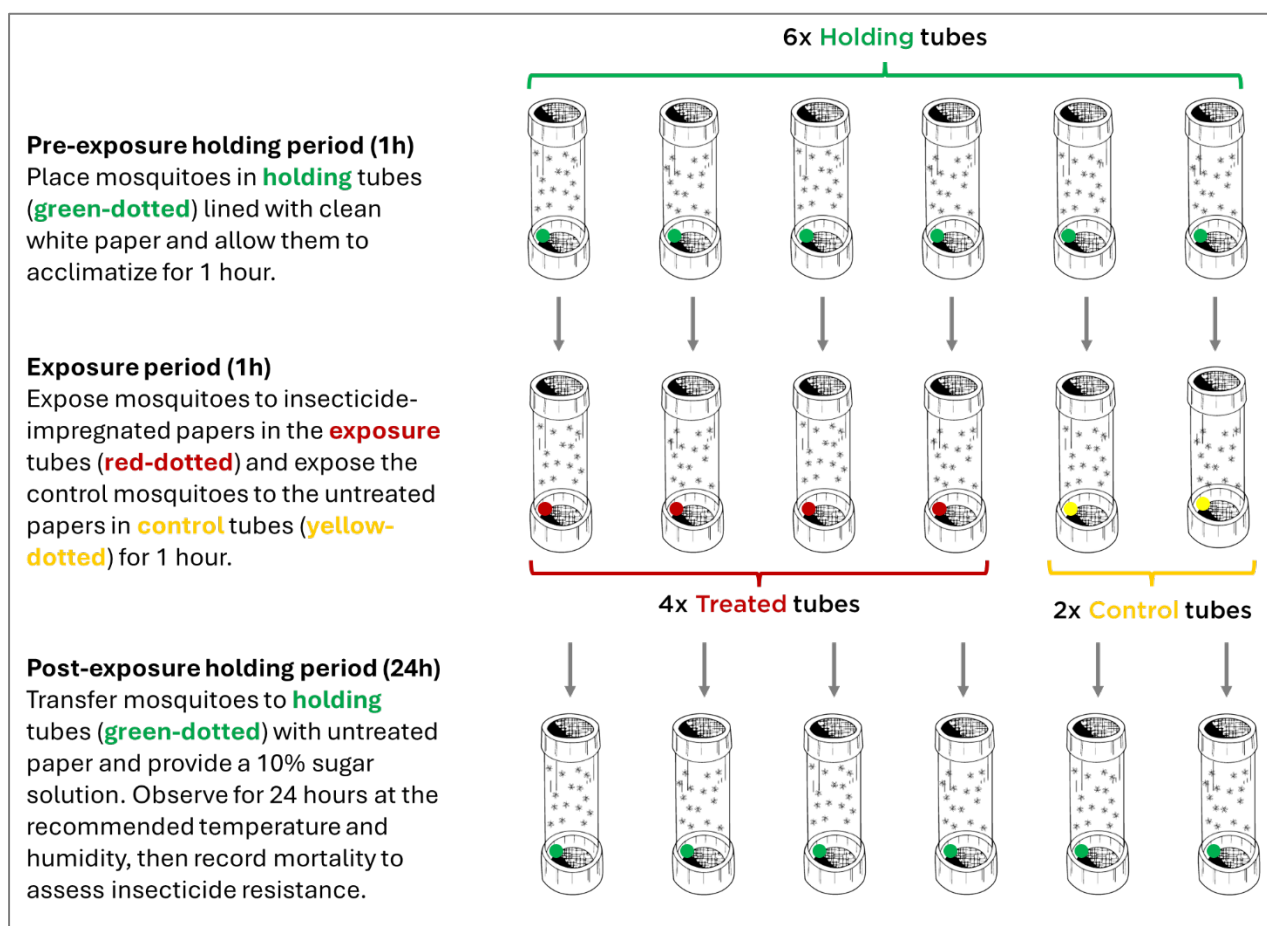 6x Holding tubes
Pre-exposure holding period (1h)
Place mosquitoes in holding tubes
(green-dotted) lined with clean
white paper and allow them to
acclimatize for 1 hour.
Exposure period (1h)
Expose mosquitoes to insecticide-
impregnated papers in the exposure
tubes (red-dotted) and expose the
control mosquitoes to the untreated
papers in control tubes (yellow-
dotted) for 1 hour.
4x Treated tubes
2x Control tubes
Post-exposure holding period (24h)
Transfer mosquitoes to holding
tubes (green-dotted) with untreated
paper and provide a 10% sugar
solution. Observe for 24 hours at the
recommended temperature and
humidity, then record mortality to
assess insecticide resistance.